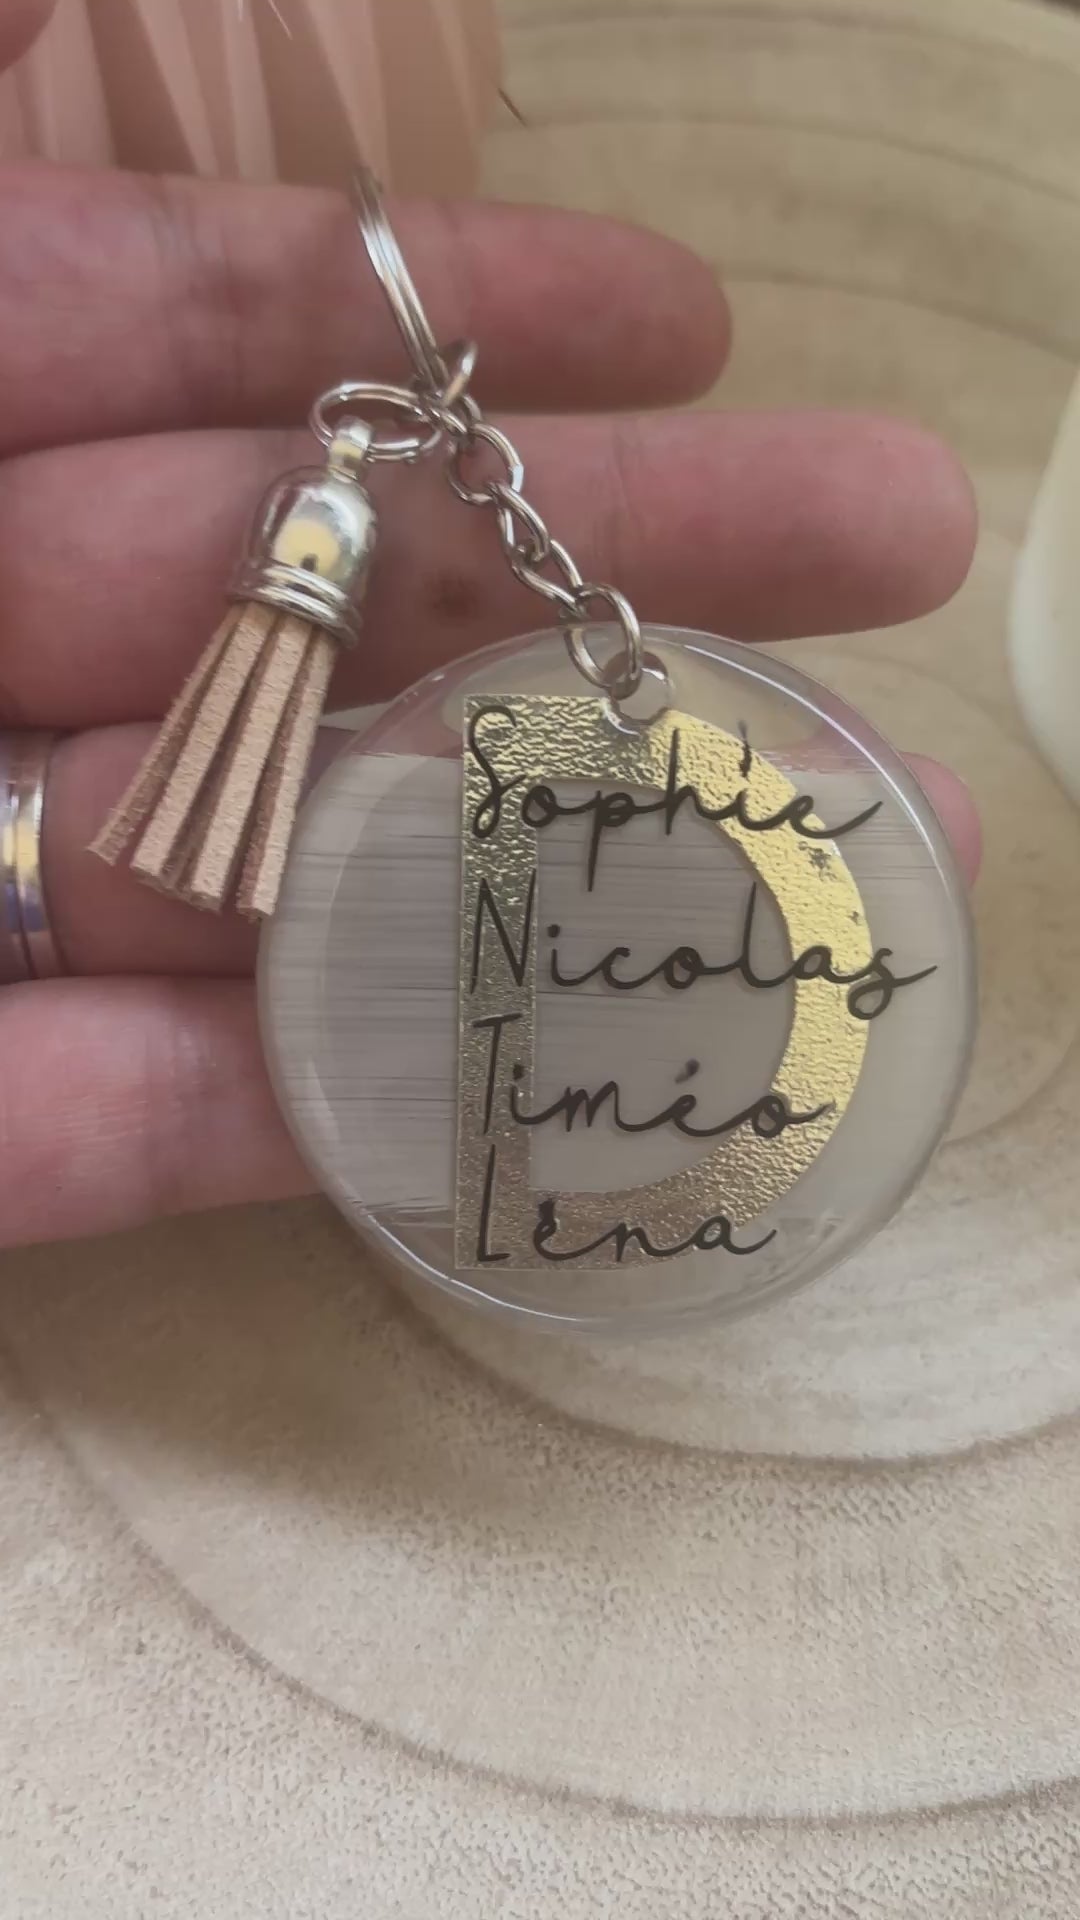 D
Sophie
Nicolas
Timéo
Léna